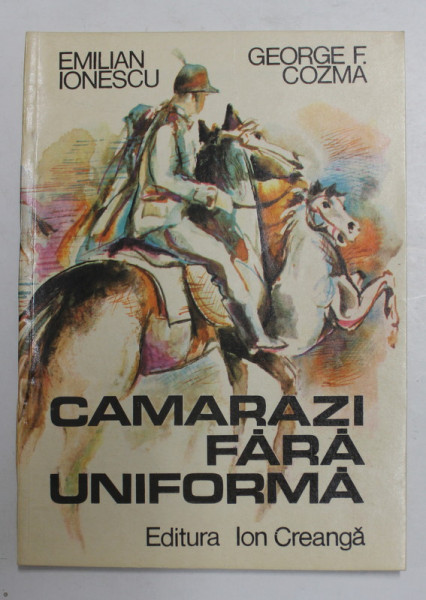 EMILIAN
IONESCU
GEORGE F.
COZMA
CAMARAZI
FĂRĂ
UNIFORMĂ
Editura Ion Creangă